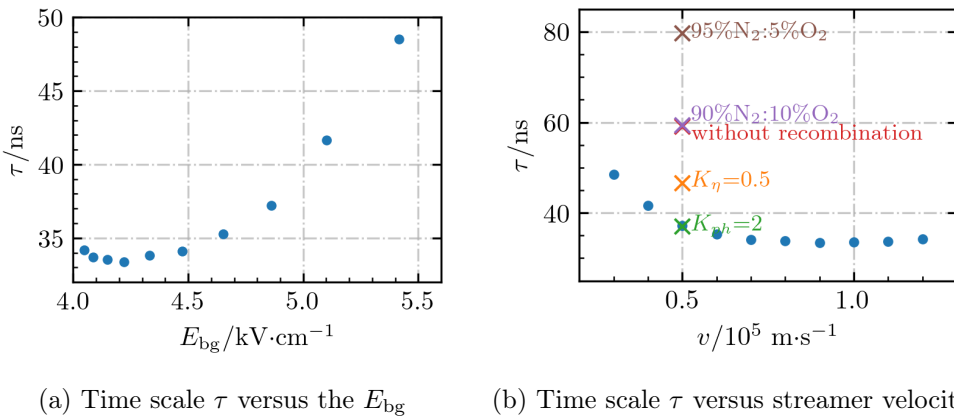 50
45
40
35
4.0 4.5 5.0 5.5
τ/ns
E_bg/kV·cm⁻¹
(a) Time scale τ versus the E_bg
80
60
40
0.5 1.0
τ/ns
v/10⁵ m·s⁻¹
95%N₂:5%O₂
90%N₂:10%O₂
without recombination
K_η=0.5
K_ph=2
(b) Time scale τ versus streamer velocit